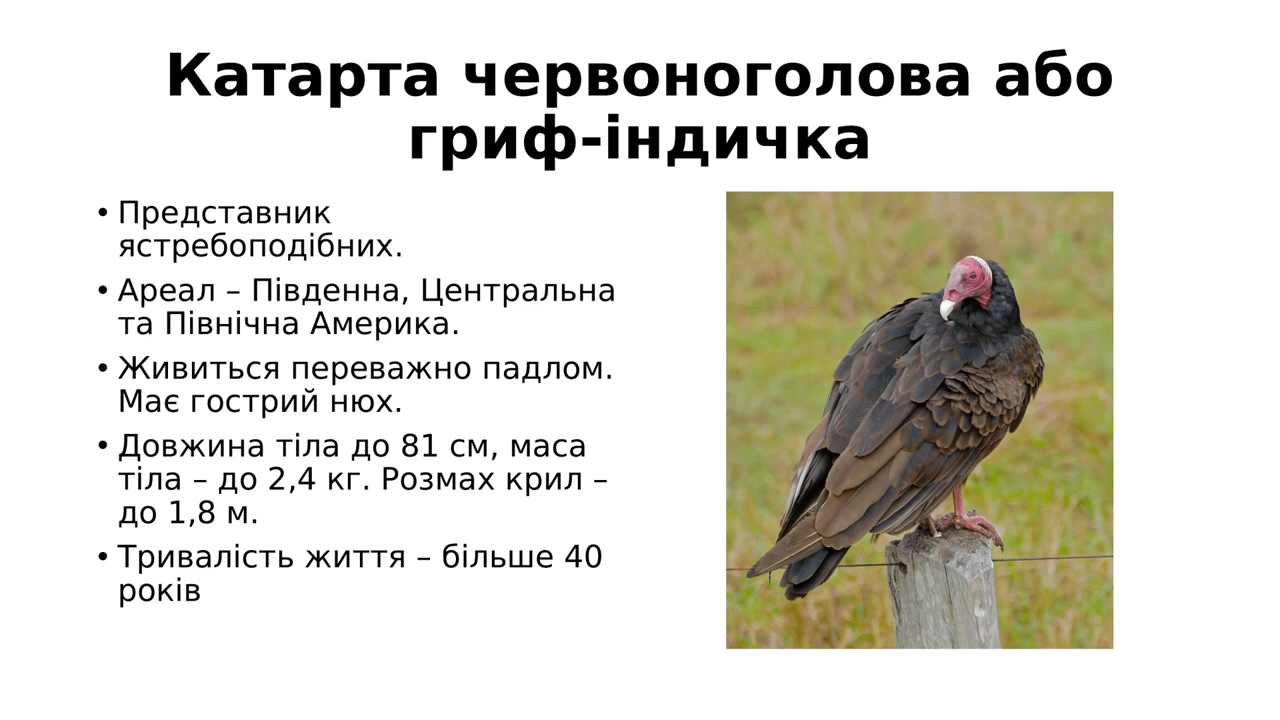 Катарта червоноголова або
гриф-індичка
• Представник
ястребоподібних.
• Ареал – Південна, Центральна
та Північна Америка.
• Живиться переважно падлом.
Має гострий нюх.
• Довжина тіла до 81 см, маса
тіла – до 2,4 кг. Розмах крил –
до 1,8 м.
• Тривалість життя – більше 40
років